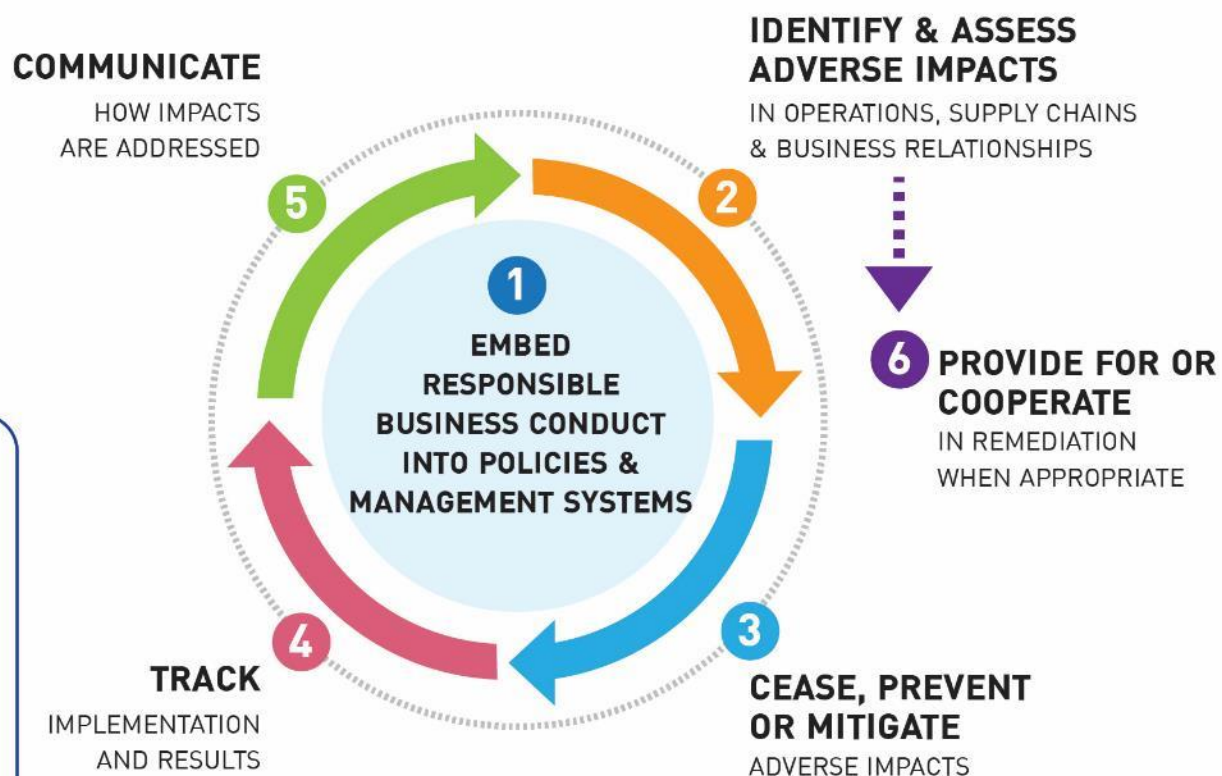 COMMUNICATE
HOW IMPACTS
ARE ADDRESSED
5
IDENTIFY & ASSESS
ADVERSE IMPACTS
IN OPERATIONS, SUPPLY CHAINS
& BUSINESS RELATIONSHIPS
2
1
EMBED
RESPONSIBLE
BUSINESS CONDUCT
INTO POLICIES &
MANAGEMENT SYSTEMS
6
PROVIDE FOR OR
COOPERATE
IN REMEDIATION
WHEN APPROPRIATE
4
TRACK
IMPLEMENTATION
AND RESULTS
3
CEASE, PREVENT
OR MITIGATE
ADVERSE IMPACTS